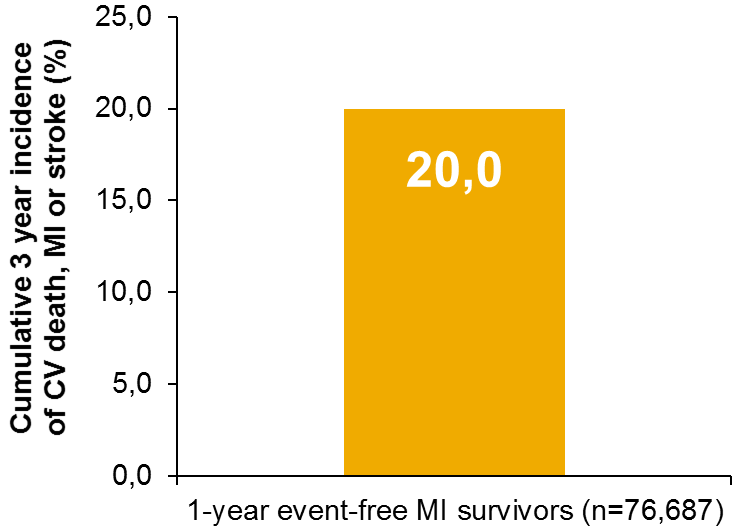 Cumulative 3 year incidence
of CV death, MI or stroke (%)
25,0
20,0
15,0
10,0
5,0
0,0
20,0
1-year event-free MI survivors (n=76,687)